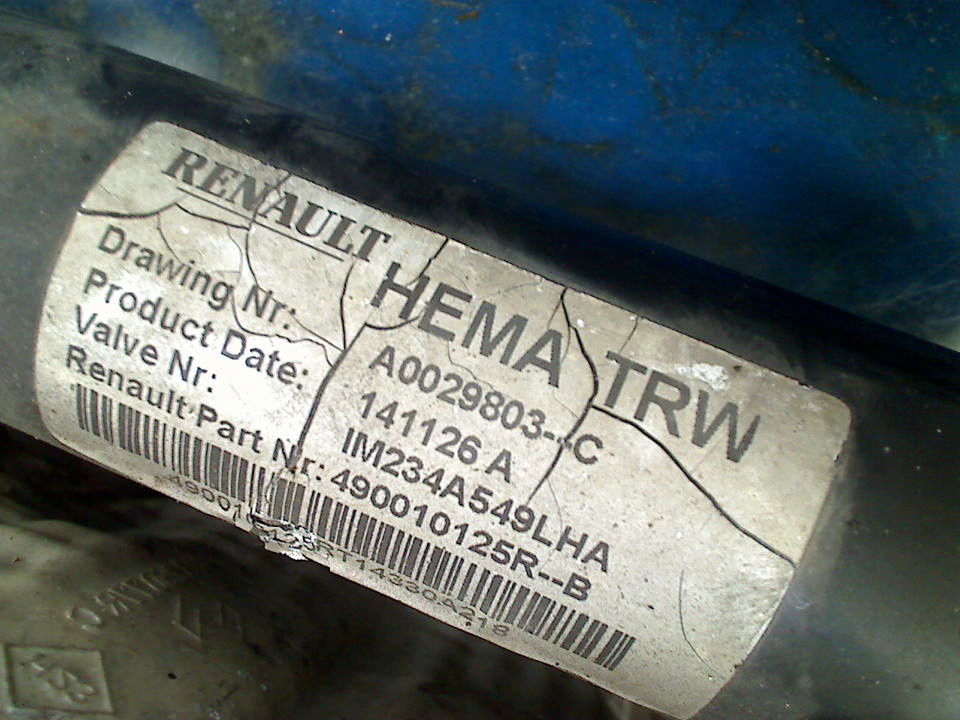 RENAULT
HEMA TRW
Drawing Nr: A0029803--C
Product Date: 141126 A
Valve Nr: IM234A549LHA
Renault Part Nr: 490010125R--B